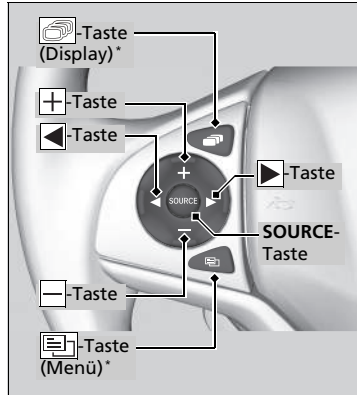 -Taste
(Display)*
+-Taste
◀-Taste
+
▶-Taste
◀ SOURCE ▶
SOURCE-
Taste
−
−-Taste
-Taste
(Menü)*